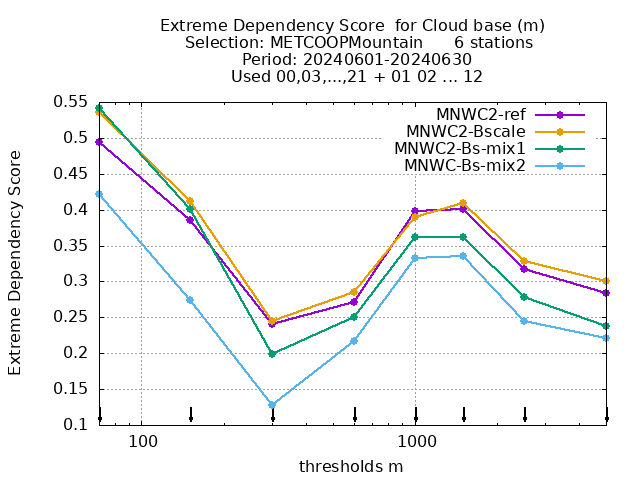 Extreme Dependency Score  for Cloud base (m)
Selection: METCOOPMountain      6 stations
Period: 20240601-20240630
Used 00,03,...,21 + 01 02 ... 12
MNWC2-ref
MNWC2-Bscale
MNWC2-Bs-mix1
MNWC-Bs-mix2
Extreme Dependency Score
0.55
0.5
0.45
0.4
0.35
0.3
0.25
0.2
0.15
0.1
100
1000
thresholds m